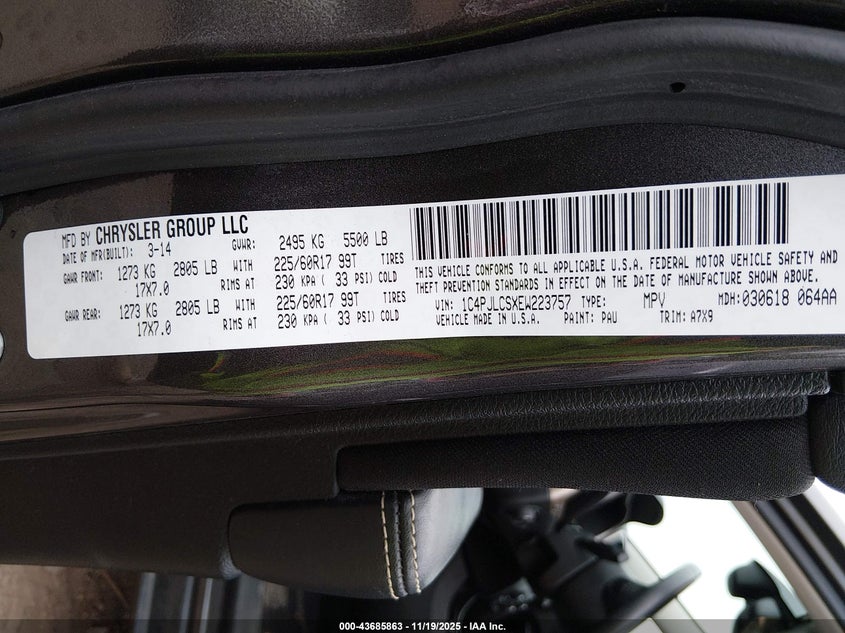 MFD BY CHRYSLER GROUP LLC
DATE OF MFR(BUILT): 3-14 GVWR: 2495 KG 5500 LB
GAWR FRONT: 1273 KG 2805 LB WITH 225/60R17 99T TIRES
17X7.0 RIMS AT 230 KPA ( 33 PSI) COLD
GAWR REAR: 1273 KG 2805 LB WITH 225/60R17 99T TIRES
17X7.0 RIMS AT 230 KPA ( 33 PSI) COLD
THIS VEHICLE CONFORMS TO ALL APPLICABLE U.S.A. FEDERAL MOTOR VEHICLE SAFETY AND
THEFT PREVENTION STANDARDS IN EFFECT ON THE DATE OF MANUFACTURE SHOWN ABOVE.
VIN: 1C4PJLCSXEW223757 TYPE: MPV MDH:030618 064AA
VEHICLE MADE IN U.S.A. PAINT: PAU TRIM: A7X9
000-43685863 - 11/19/2025 - IAA Inc.